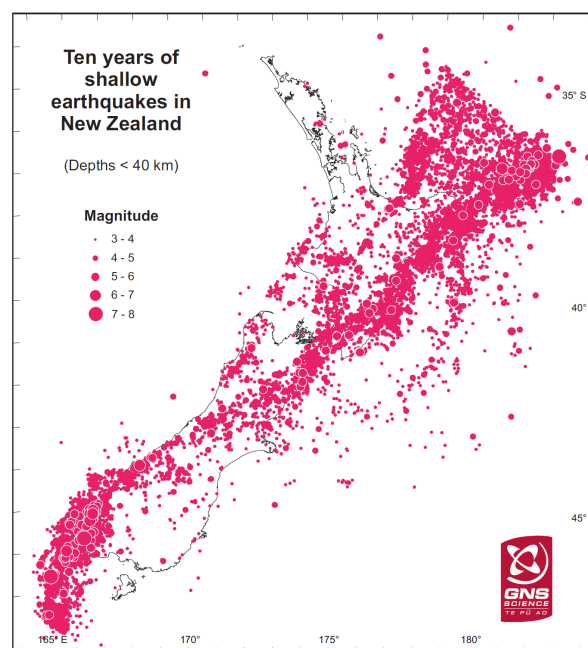 Ten years of
shallow
earthquakes in
New Zealand
(Depths < 40 km)
Magnitude
3 - 4
4 - 5
5 - 6
6 - 7
7 - 8
35° S
40°
45°
165° E
170°
175°
180°
GNS
SCIENCE
TE PŪ AO